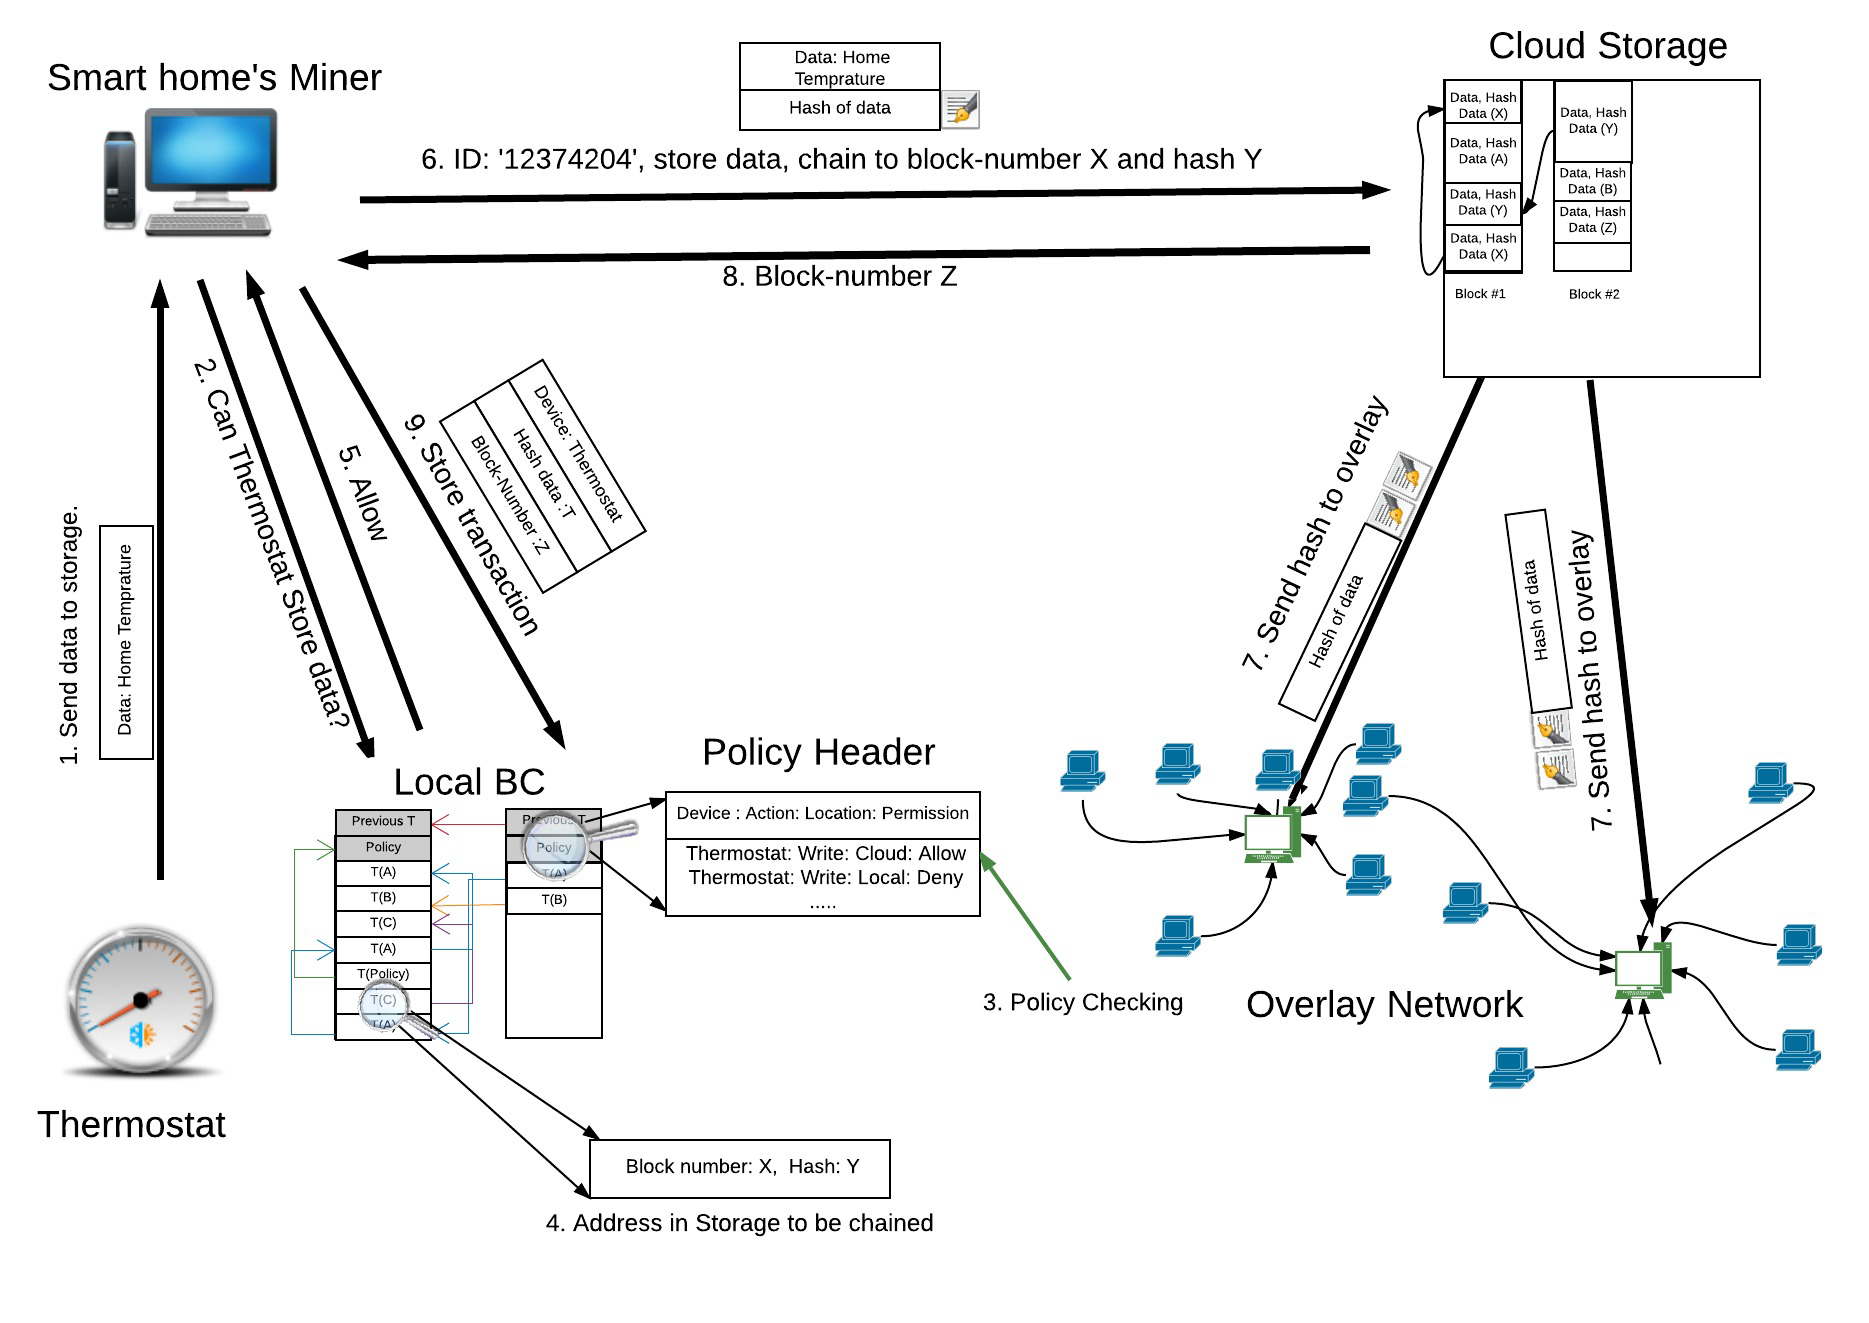 Smart home's Miner
Data: Home
Temprature
Hash of data
Cloud Storage
6. ID: '12374204', store data, chain to block-number X and hash Y
8. Block-number Z
Data, Hash
Data (X)
Data, Hash
Data (A)
Data, Hash
Data (Y)
Data, Hash
Data (X)
Block #1
Data, Hash
Data (Y)
Data, Hash
Data (B)
Data, Hash
Data (Z)
Block #2
1. Send data to storage.
Data: Home Temprature
2. Can Thermostat Store data?
5. Allow
9. Store transaction
Device: Thermostat
Hash data :T
Block-Number :Z
7. Send hash to overlay
Hash of data
7. Send hash to overlay
Hash of data
Local BC
Previous T
Policy
T(A)
T(B)
T(C)
T(A)
T(Policy)
T(C)
T(A)
Previous T
Policy
T(A)
T(B)
Policy Header
Device : Action: Location: Permission
Thermostat: Write: Cloud: Allow
Thermostat: Write: Local: Deny
.....
3. Policy Checking
Overlay Network
Thermostat
Block number: X, Hash: Y
4. Address in Storage to be chained